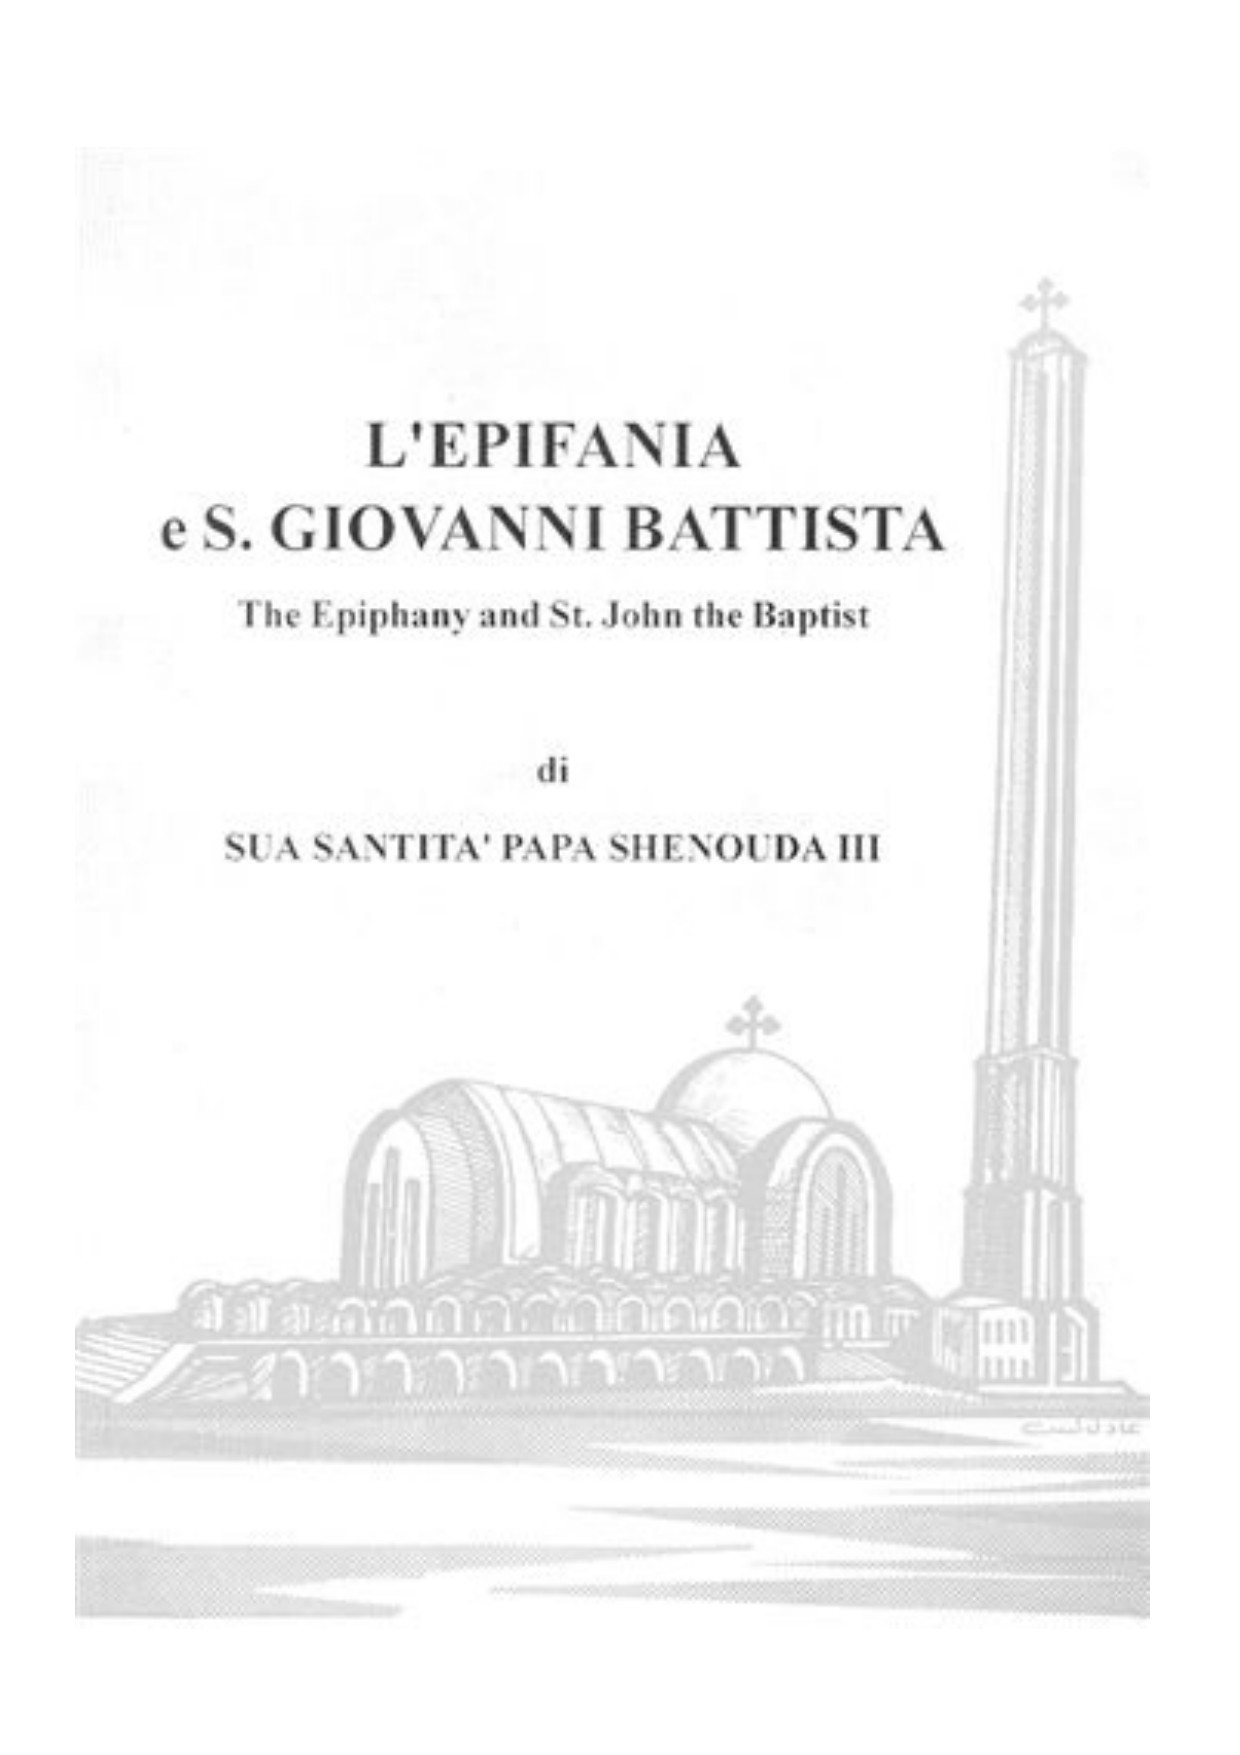 L'EPIFANIA
e S. GIOVANNI BATTISTA
The Epiphany and St. John the Baptist
di
SUA SANTITA' PAPA SHENOUDA III